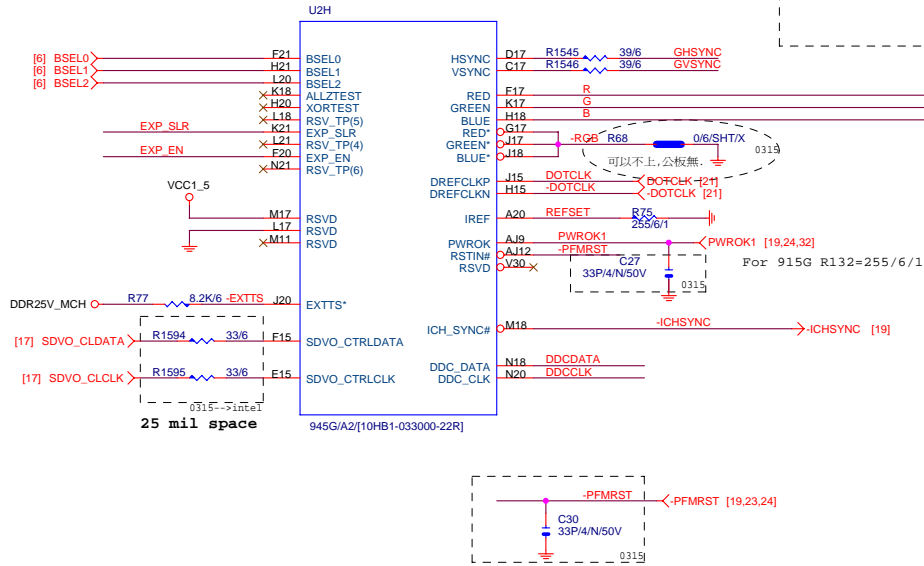 U2H
[6] BSEL0
[6] BSEL1
[6] BSEL2
F21
H21
L20
K18
H20
L18
K21
L21
F20
N21
BSEL0
BSEL1
BSEL2
ALLZTEST
XORTEST
RSV_TP(5)
EXP_SLR
RSV_TP(4)
EXP_EN
RSV_TP(6)
EXP_SLR
EXP_EN
VCC1_5
M17
L17
M11
RSVD
RSVD
RSVD
DDR25V_MCH
R77
8.2K/6
-EXTTS
J20
EXTTS*
[17] SDVO_CLDATA
R1594
33/6
F15
SDVO_CTRLDATA
[17] SDVO_CLCLK
R1595
33/6
E15
SDVO_CTRLCLK
0315-->intel
25 mil space
945G/A2/[10HB1-033000-22R]
HSYNC
VSYNC
D17
C17
R1545
39/6
GHSYNC
R1546
39/6
GVSYNC
RED
GREEN
BLUE
RED*
GREEN*
BLUE*
F17
K17
H18
G17
J17
J18
R
G
B
-RGB
R68
0/6/SHT/X
0315
可以不上,公板無.
DREFCLKP
DREFCLKN
J15
H15
DOTCLK
-DOTCLK
DOTCLK [21]
-DOTCLK [21]
IREF
A20
REFSET
R75
255/6/1
PWROK
RSTIN#
RSVD
AJ9
AJ12
V30
PWROK1
-PFMRST
PWROK1 [19,24,32]
C27
33P/4/N/50V
0315
For 915G R132=255/6/1
ICH_SYNC#
M18
-ICHSYNC
-ICHSYNC [19]
DDC_DATA
DDC_CLK
N18
N20
DDCDATA
DDCCLK
-PFMRST
-PFMRST [19,23,24]
C30
33P/4/N/50V
0315